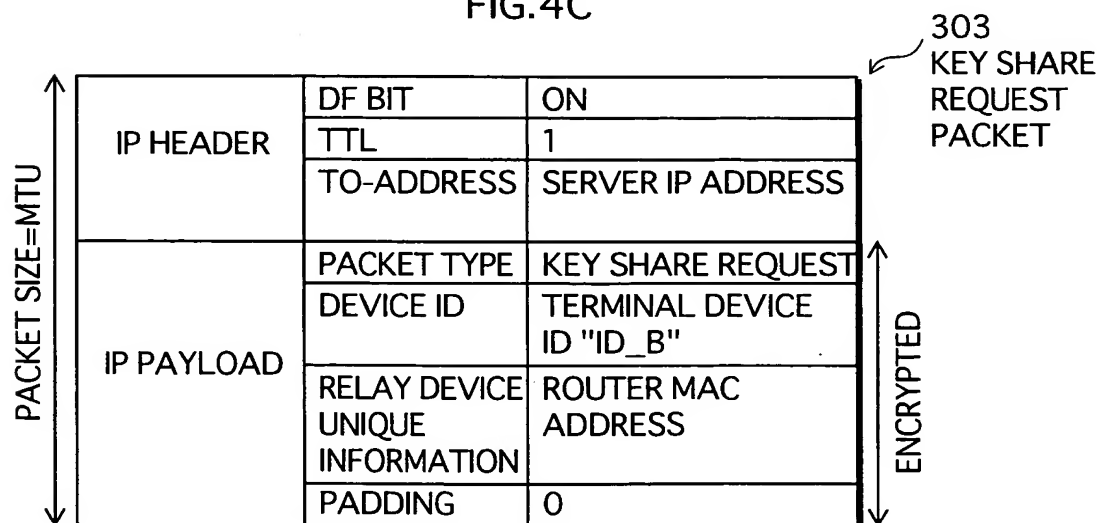 FIG.4C
303
KEY SHARE
REQUEST
PACKET
PACKET SIZE=MTU
IP HEADER
DF BIT
ON
TTL
1
TO-ADDRESS
SERVER IP ADDRESS
IP PAYLOAD
PACKET TYPE
KEY SHARE REQUEST
DEVICE ID
TERMINAL DEVICE
ID "ID_B"
RELAY DEVICE
UNIQUE
INFORMATION
ROUTER MAC
ADDRESS
PADDING
0
ENCRYPTED